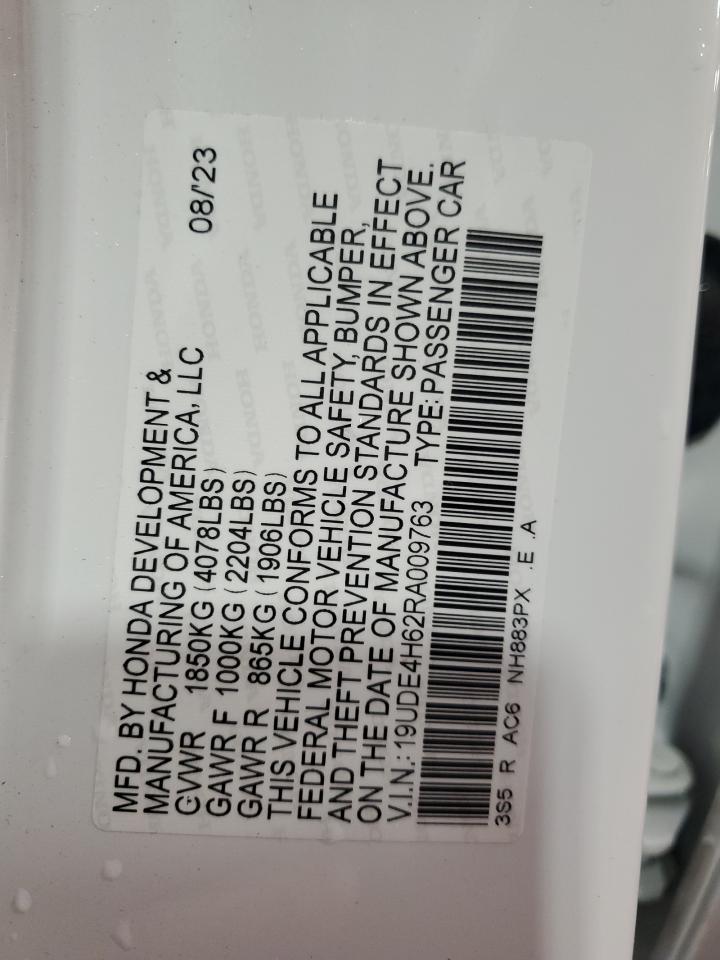 MFD. BY HONDA DEVELOPMENT &
MANUFACTURING OF AMERICA, LLC
GVWR 1850KG (4078LBS) 08/'23
GAWR F 1000KG (2204LBS)
GAWR R 865KG (1906LBS)
THIS VEHICLE CONFORMS TO ALL APPLICABLE
FEDERAL MOTOR VEHICLE SAFETY, BUMPER,
AND THEFT PREVENTION STANDARDS IN EFFECT
ON THE DATE OF MANUFACTURE SHOWN ABOVE.
V.I.N.: 19UDE4H62RA009763 TYPE: PASSENGER CAR
3S5 R AC6 NH883PX .E .A